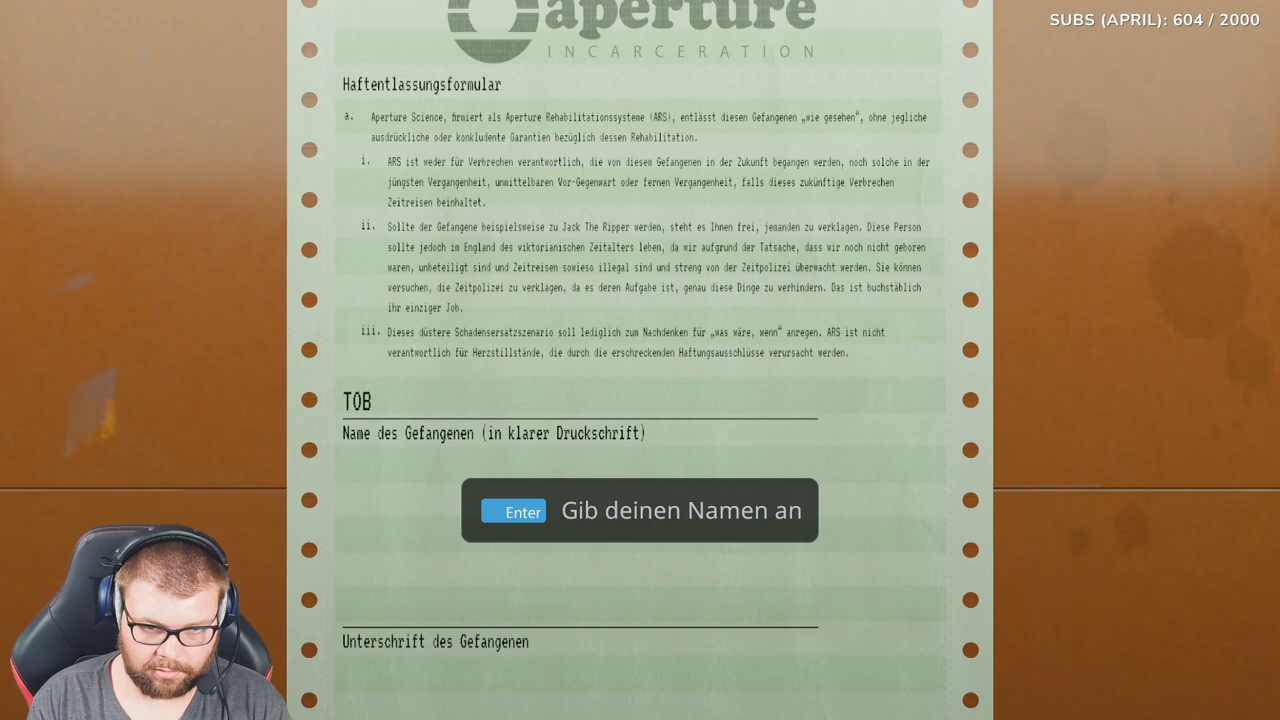 SUBS (APRIL): 604 / 2000
aperture
INCARCERATION
Haftentlassungsformular
a. Aperture Science, firmiert als Aperture Rehabilitationssysteme (ARS), entlässt diesen Gefangenen „wie gesehen“, ohne jegliche
ausdrückliche oder konkludente Garantien bezüglich dessen Rehabilitation.
i. ARS ist weder für Verbrechen verantwortlich, die von diesem Gefangenen in der Zukunft begangen werden, noch solche in der
jüngsten Vergangenheit, unmittelbaren Vor-Gegenwart oder fernen Vergangenheit, falls dieses zukünftige Verbrechen
Zeitreisen beinhaltet.
ii. Sollte der Gefangene beispielsweise zu Jack The Ripper werden, steht es Ihnen frei, jemanden zu verklagen. Diese Person
sollte jedoch im England des viktorianischen Zeitalters leben, da wir aufgrund der Tatsache, dass wir noch nicht geboren
waren, unbeteiligt sind und Zeitreisen sowieso illegal sind und streng von der Zeitpolizei überwacht werden. Sie können
versuchen, die Zeitpolizei zu verklagen, da es deren Aufgabe ist, genau diese Dinge zu verhindern. Das ist buchstäblich
ihr einziger Job.
iii. Dieses düstere Schadensersatzszenario soll lediglich zum Nachdenken für „was wäre, wenn“ anregen. ARS ist nicht
verantwortlich für Herzstillstände, die durch die erschreckenden Haftungsausschlüsse verursacht werden.
TOB
Name des Gefangenen (in klarer Druckschrift)
Enter Gib deinen Namen an
Unterschrift des Gefangenen